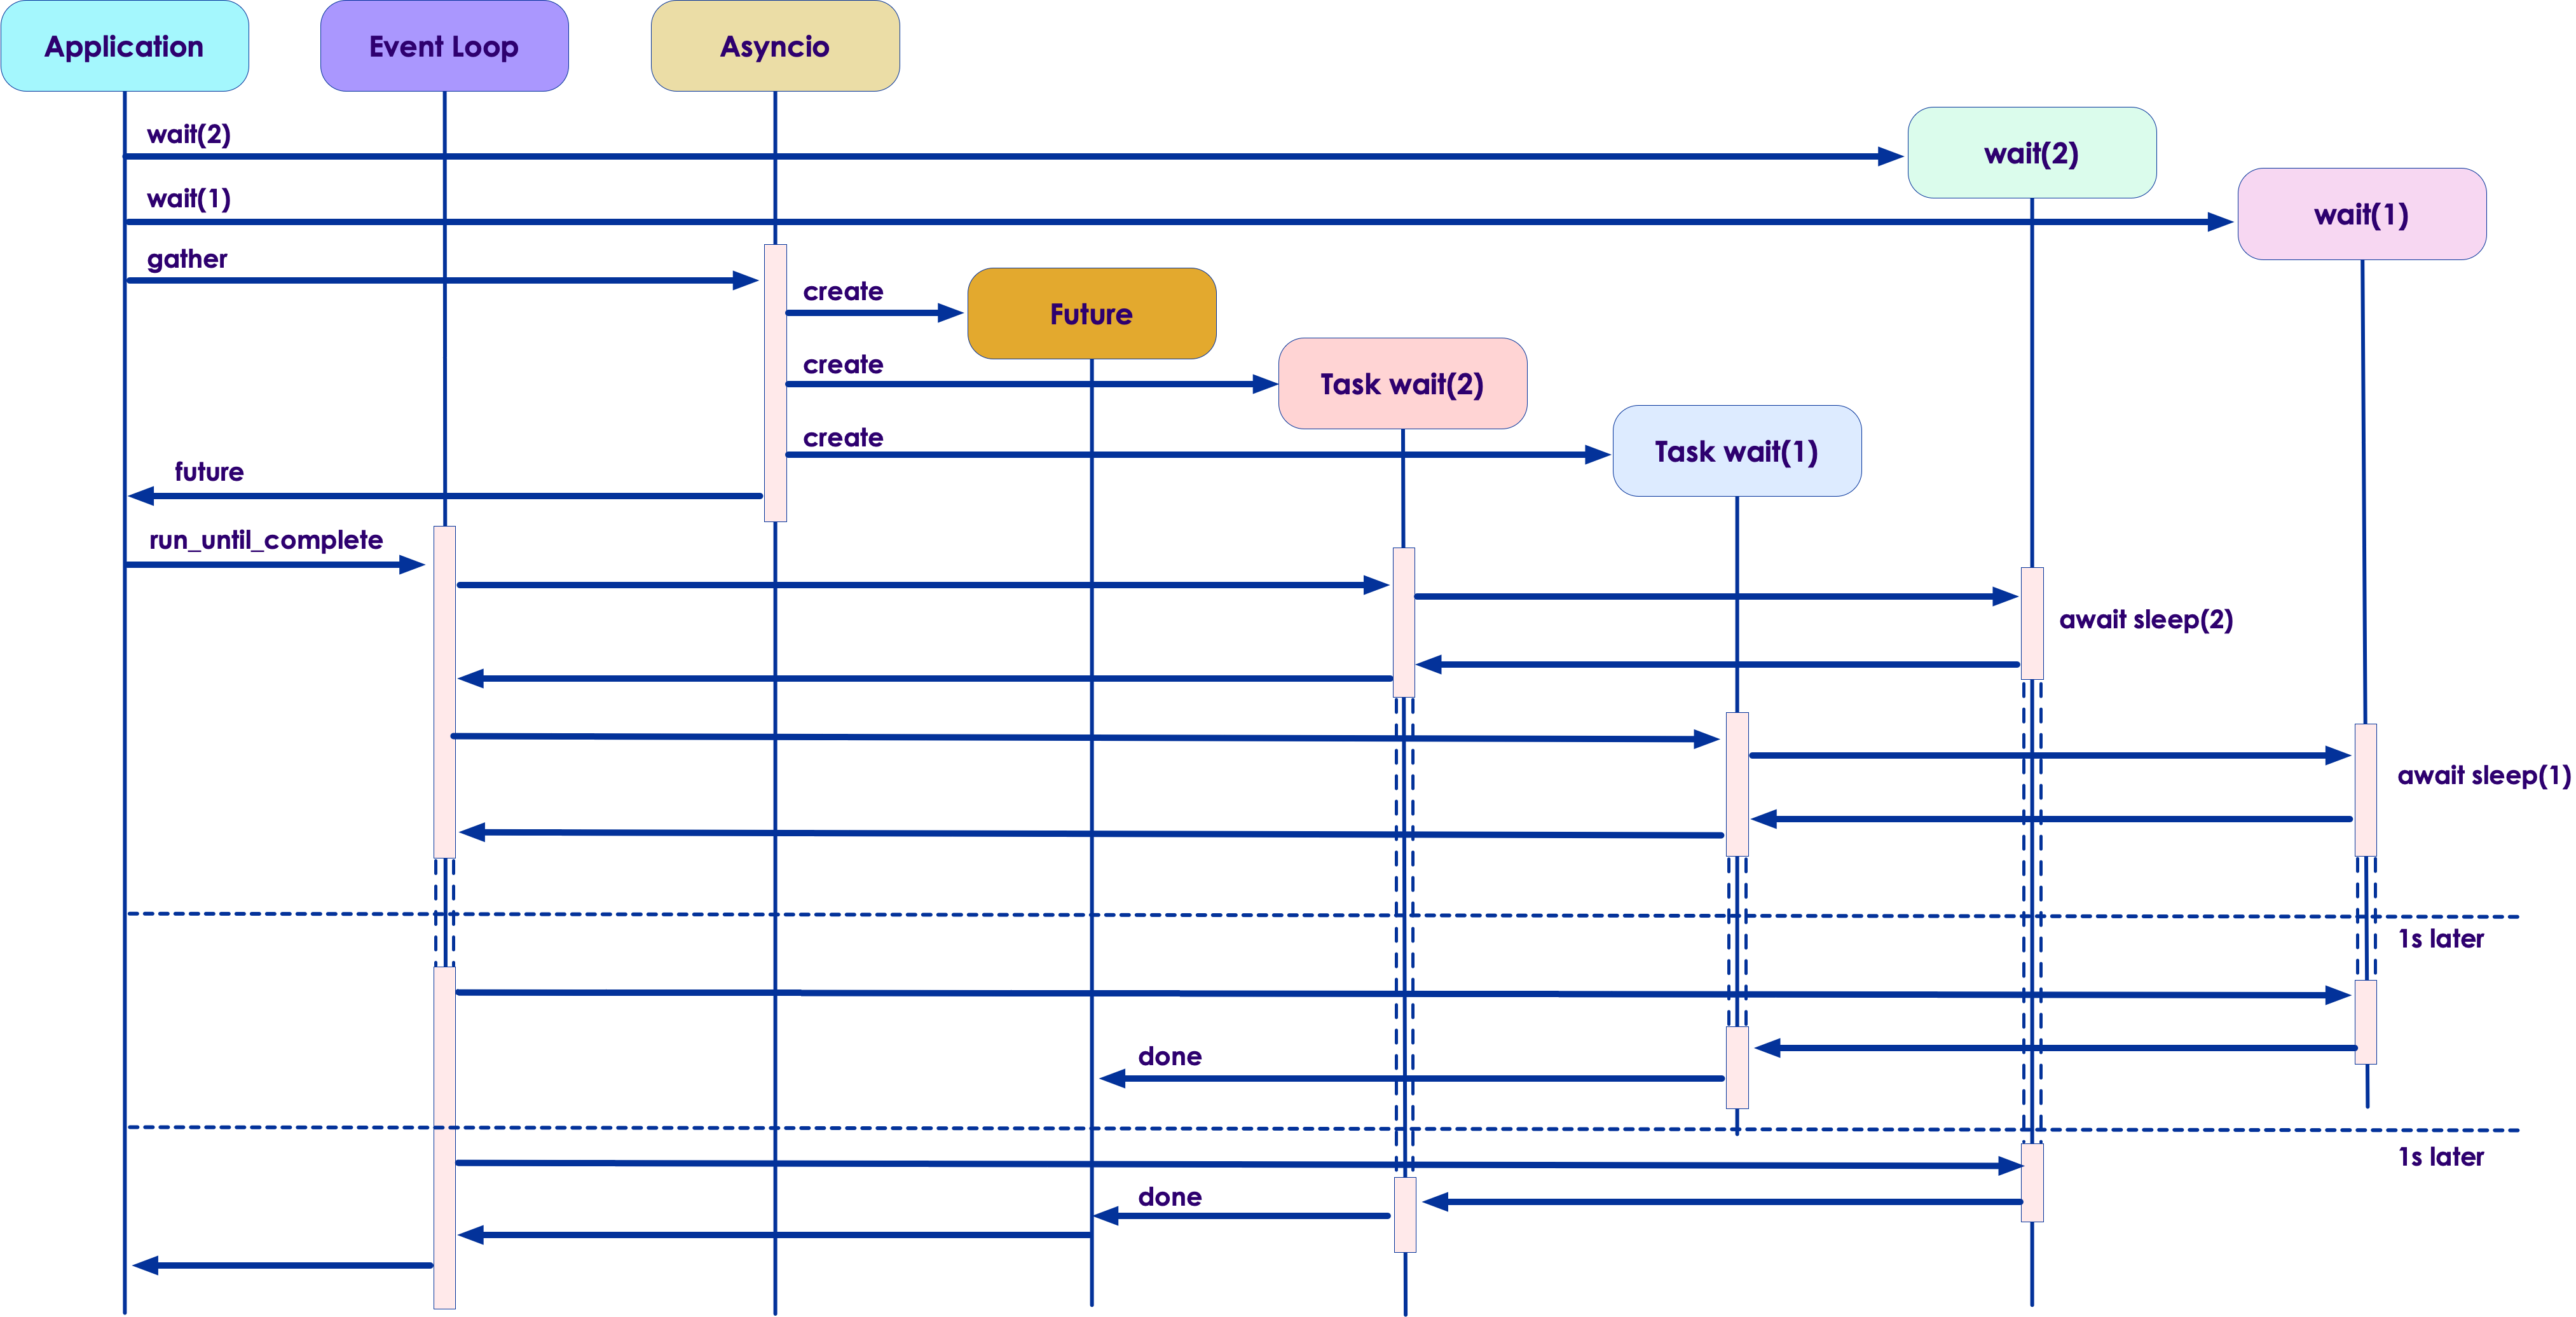 Application
Event Loop
Asyncio
wait(2)
wait(2)
wait(1)
wait(1)
gather
create
Future
create
Task wait(2)
create
Task wait(1)
future
run_until_complete
await sleep(2)
await sleep(1)
1s later
done
1s later
done